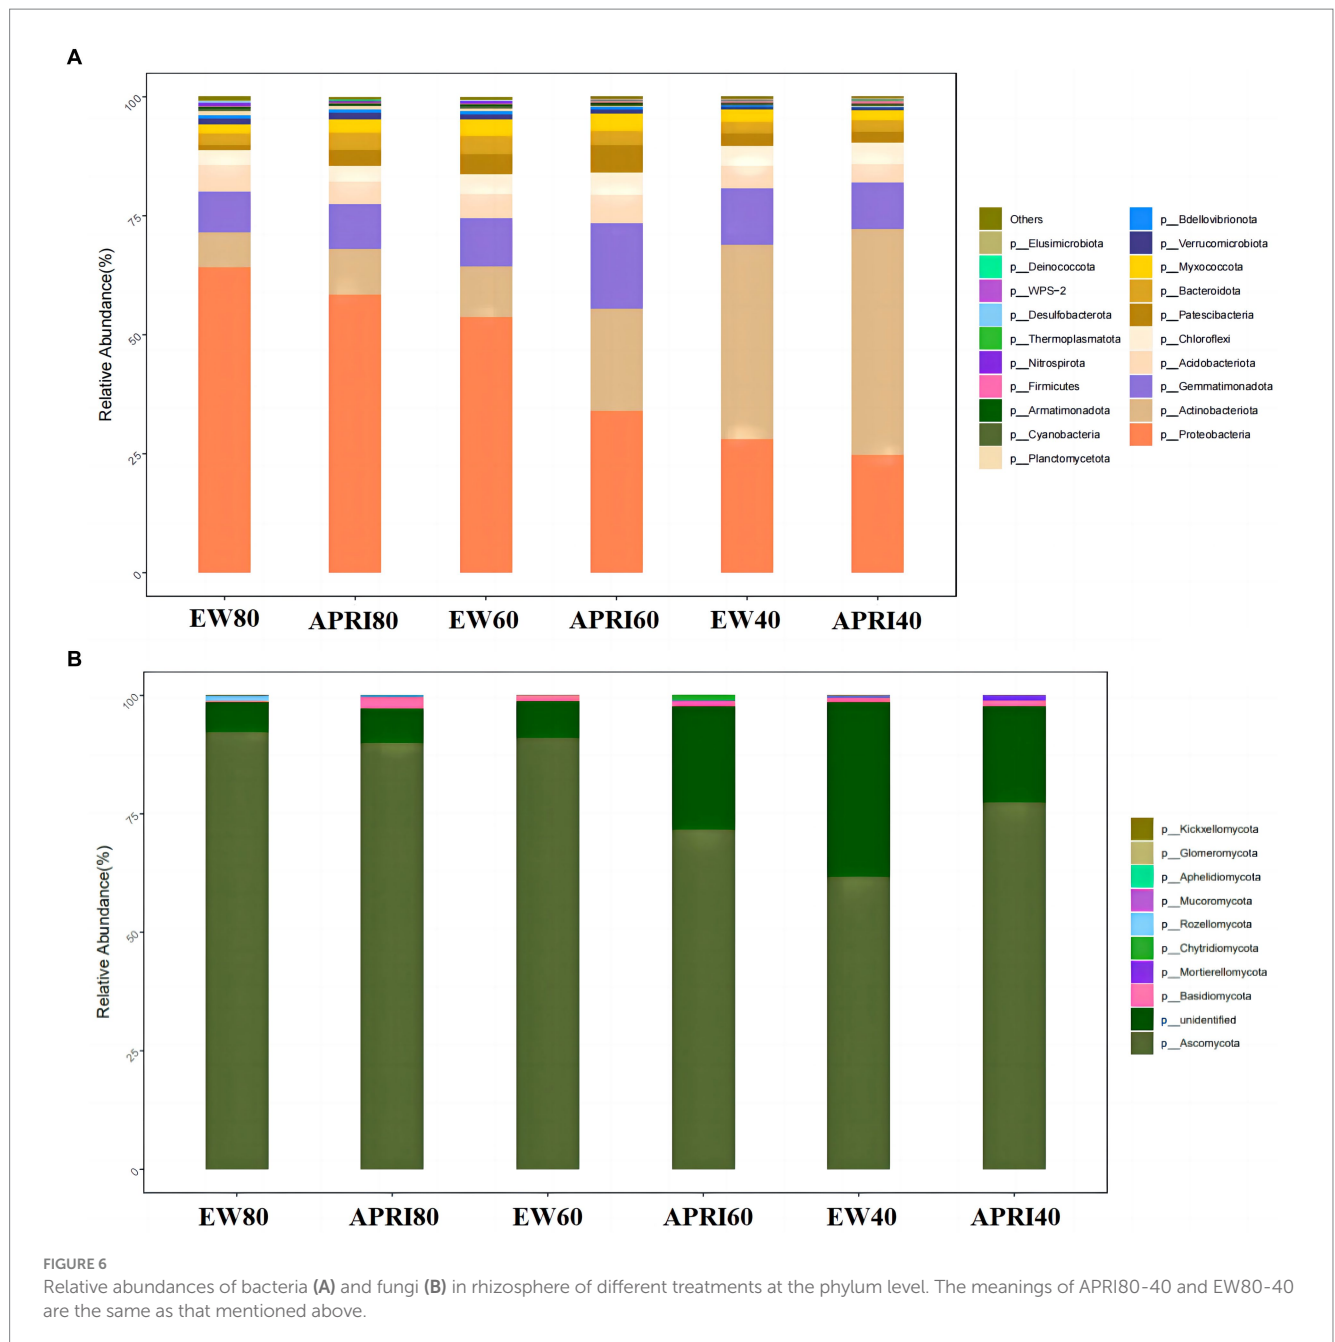 A
Relative Abundance(%)
100
75
50
25
0
EW80 APRI80 EW60 APRI60 EW40 APRI40
Others
p__Elusimicrobiota
p__Deinococcota
p__WPS-2
p__Desulfobacterota
p__Thermoplasmatota
p__Nitrospirota
p__Firmicutes
p__Armatimonadota
p__Cyanobacteria
p__Planctomycetota
p__Bdellovibrionota
p__Verrucomicrobiota
p__Myxococcota
p__Bacteroidota
p__Patescibacteria
p__Chloroflexi
p__Acidobacteriota
p__Gemmatimonadota
p__Actinobacteriota
p__Proteobacteria
B
Relative Abundance(%)
100
75
50
25
0
EW80 APRI80 EW60 APRI60 EW40 APRI40
p__Kickxellomycota
p__Glomeromycota
p__Aphelidiomycota
p__Mucoromycota
p__Rozellomycota
p__Chytridiomycota
p__Mortierellomycota
p__Basidiomycota
p__unidentified
p__Ascomycota
FIGURE 6
Relative abundances of bacteria (A) and fungi (B) in rhizosphere of different treatments at the phylum level. The meanings of APRI80-40 and EW80-40
are the same as that mentioned above.